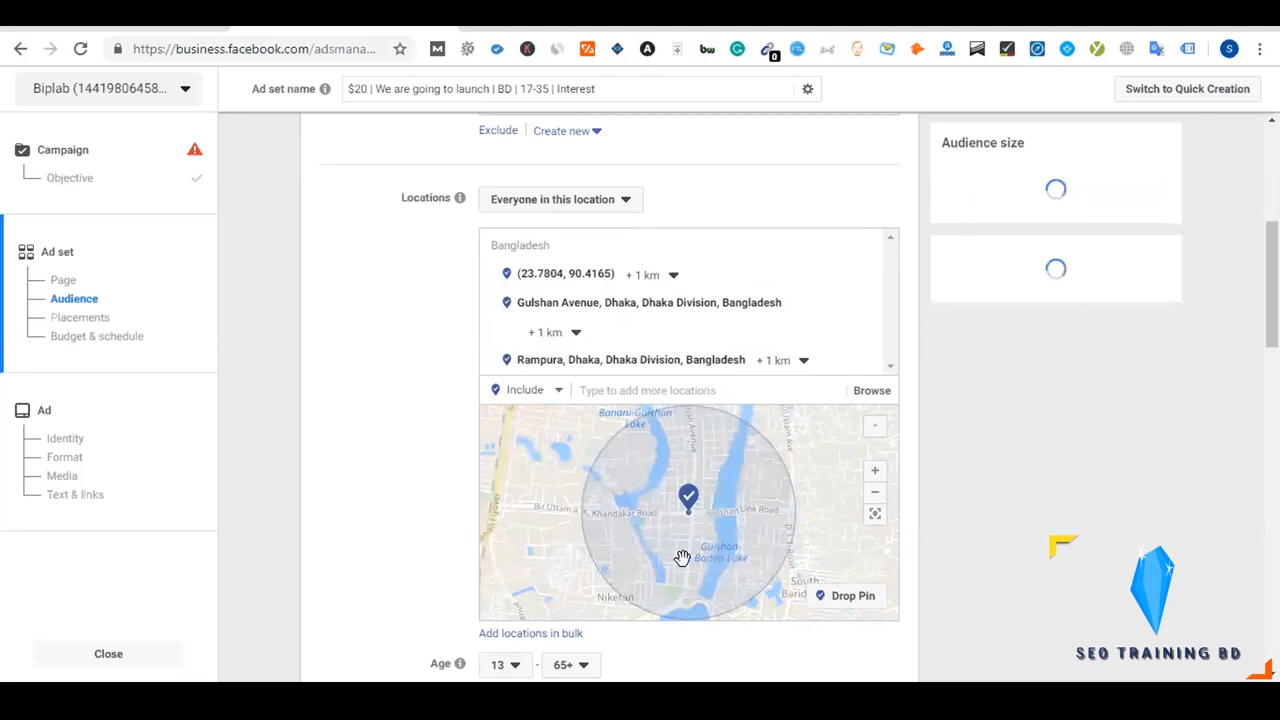 https://business.facebook.com/adsmana...
Biplab (14419806458...
Ad set name
$20 | We are going to launch | BD | 17-35 | Interest
Switch to Quick Creation
Campaign
Objective
Ad set
Page
Audience
Placements
Budget & schedule
Ad
Identity
Format
Media
Text & links
Close
Exclude
Create new
Locations
Everyone in this location
Bangladesh
(23.7804, 90.4165) + 1 km
Gulshan Avenue, Dhaka, Dhaka Division, Bangladesh
+ 1 km
Rampura, Dhaka, Dhaka Division, Bangladesh + 1 km
Include
Type to add more locations
Browse
Banani-Gulshan
Lake
Khandakar Road
Gulshan Link Road
Gulshan-
Badda Lake
Niketan
South
Drop Pin
Add locations in bulk
Age
13 - 65+
Audience size
SEO TRAINING BD